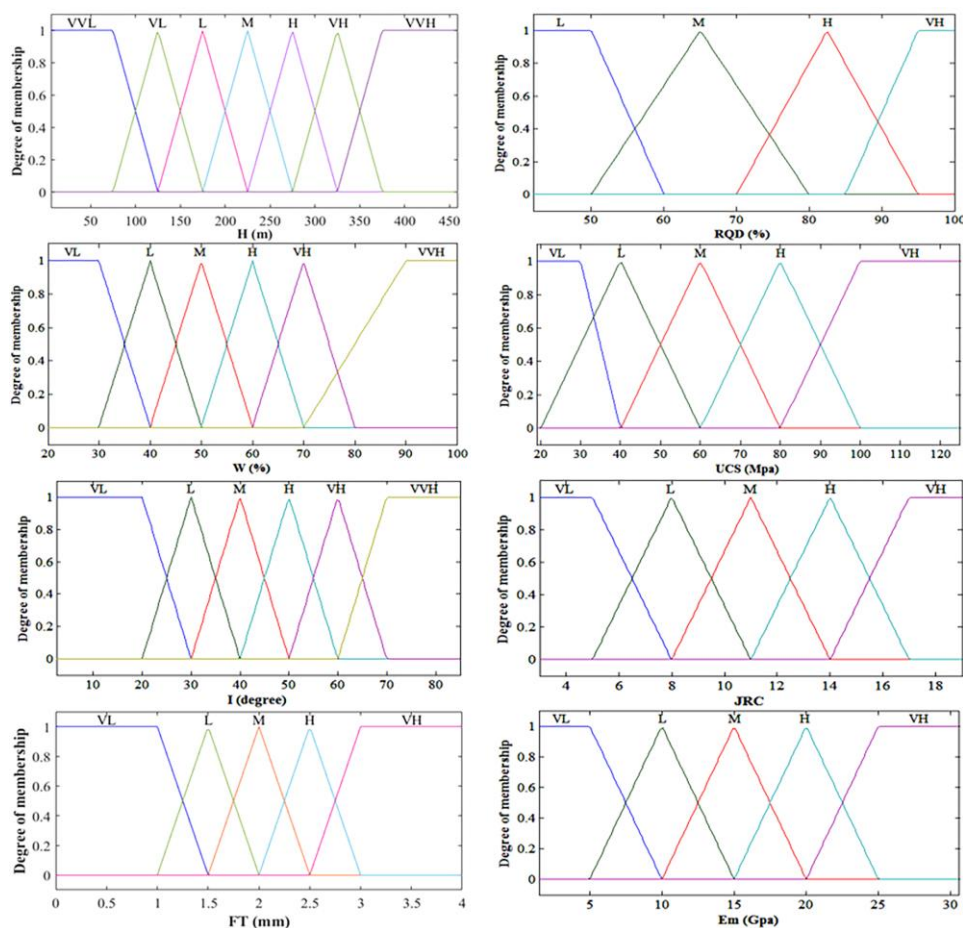 VVL VL L M H VH VVH
Degree of membership
1
0.8
0.6
0.4
0.2
0
50 100 150 200 250 300 350 400 450
H (m)
L M H VH
Degree of membership
1
0.8
0.6
0.4
0.2
0
50 60 70 80 90 100
RQD (%)
VL L M H VH VVH
Degree of membership
1
0.8
0.6
0.4
0.2
0
20 30 40 50 60 70 80 90 100
W (%)
VL L M H VH
Degree of membership
1
0.8
0.6
0.4
0.2
0
20 30 40 50 60 70 80 90 100 110 120
UCS (Mpa)
VL L M H VH VVH
Degree of membership
1
0.8
0.6
0.4
0.2
0
10 20 30 40 50 60 70 80
I (degree)
VL L M H VH
Degree of membership
1
0.8
0.6
0.4
0.2
0
4 6 8 10 12 14 16 18
JRC
VL L M H VH
Degree of membership
1
0.8
0.6
0.4
0.2
0
0 0.5 1 1.5 2 2.5 3 3.5 4
FT (mm)
VL L M H VH
Degree of membership
1
0.8
0.6
0.4
0.2
0
5 10 15 20 25 30
Em (Gpa)